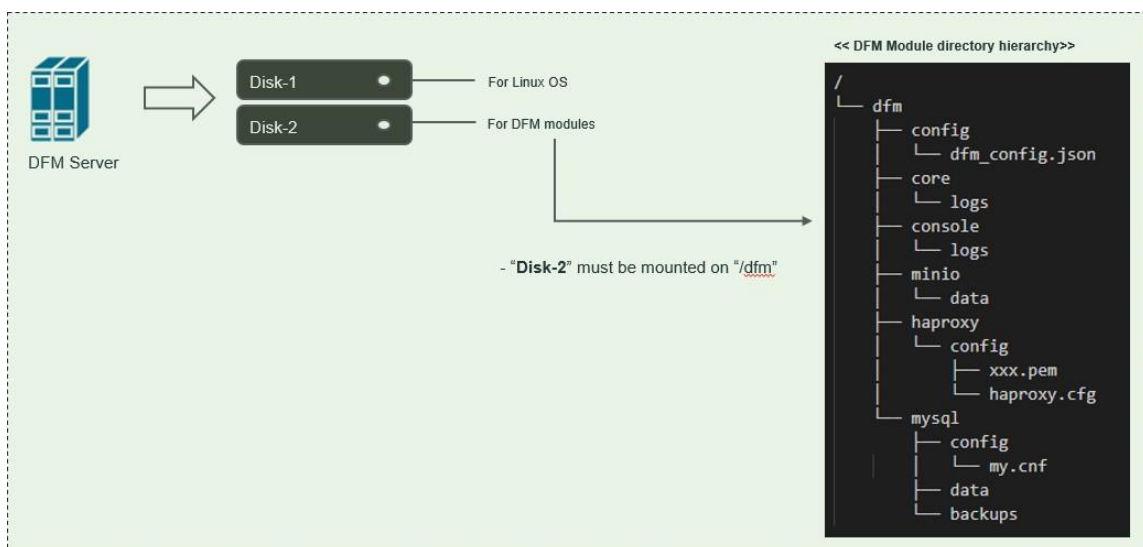 << DFM Module directory hierarchy>>
DFM Server
Disk-1
For Linux OS
Disk-2
For DFM modules
- “Disk-2” must be mounted on “/dfm”
/
└── dfm
    ├── config
    │   └── dfm_config.json
    ├── core
    │   └── logs
    ├── console
    │   └── logs
    ├── minio
    │   └── data
    ├── haproxy
    │   └── config
    │       ├── xxx.pem
    │       └── haproxy.cfg
    └── mysql
        ├── config
        │   └── my.cnf
        ├── data
        └── backups